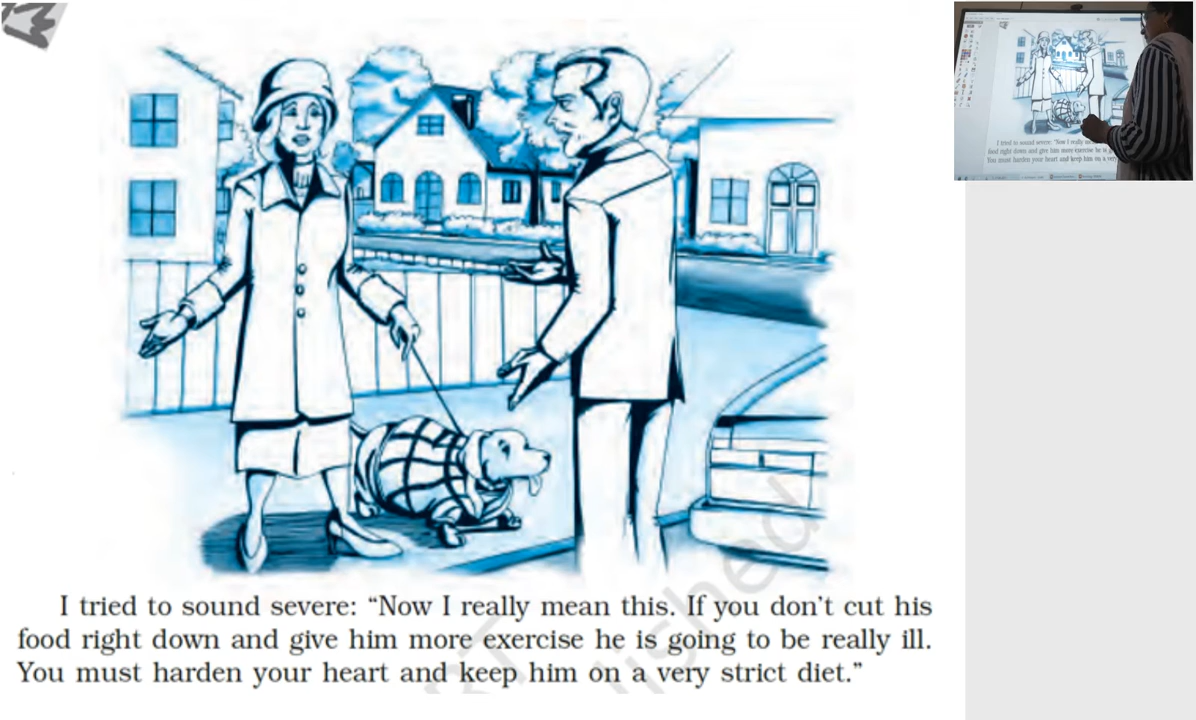 I tried to sound severe: “Now I really mean this. If you don’t cut his
food right down and give him more exercise he is going to be really ill.
You must harden your heart and keep him on a very strict diet.”